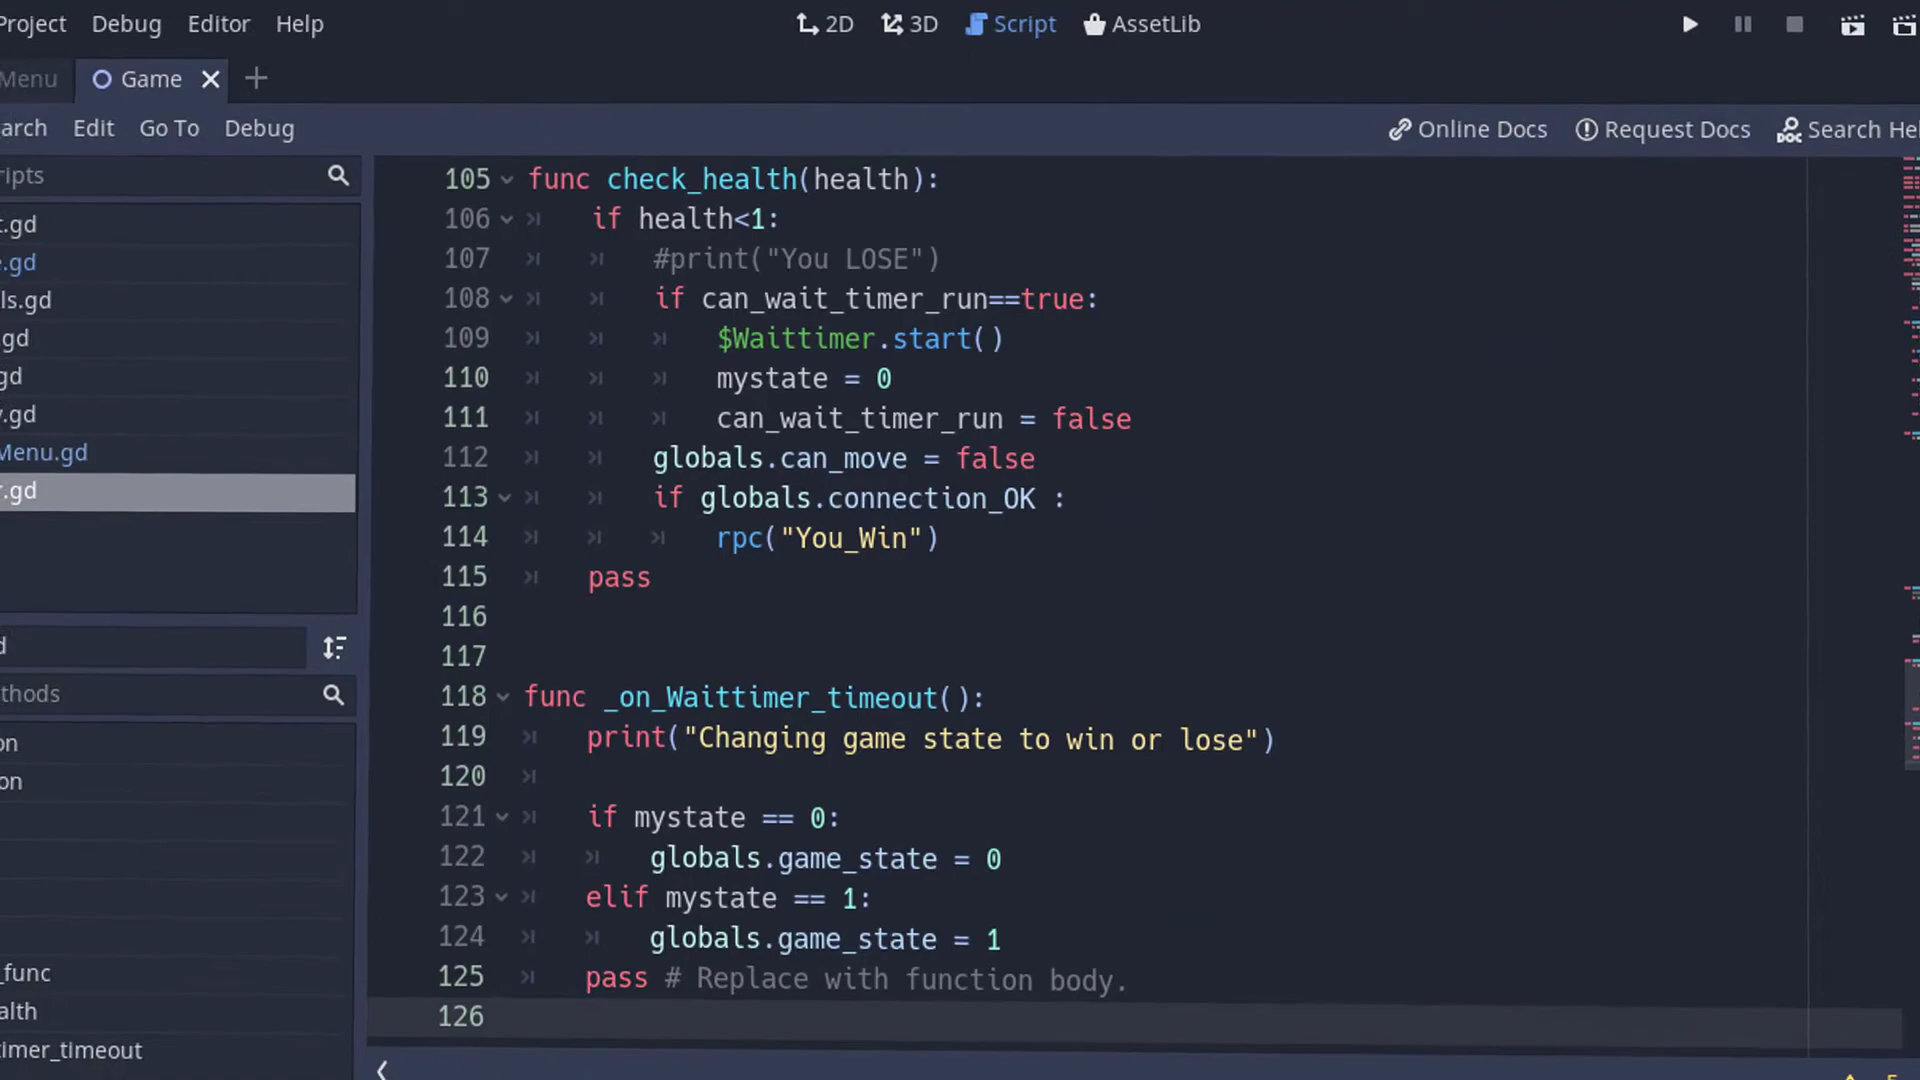 Project Debug Editor Help 2D 3D Script AssetLib
Menu Game +
arch Edit Go To Debug Online Docs Request Docs Search Hel
ripts
t.gd
e.gd
ls.gd
.gd
gd
y.gd
Menu.gd
r.gd
d
thods
on
on
_func
alth
timer_timeout
105 func check_health(health):
106 if health<1:
107 #print("You LOSE")
108 if can_wait_timer_run==true:
109 $Waittimer.start()
110 mystate = 0
111 can_wait_timer_run = false
112 globals.can_move = false
113 if globals.connection_OK :
114 rpc("You_Win")
115 pass
116
117
118 func _on_Waittimer_timeout():
119 print("Changing game state to win or lose")
120
121 if mystate == 0:
122 globals.game_state = 0
123 elif mystate == 1:
124 globals.game_state = 1
125 pass # Replace with function body.
126